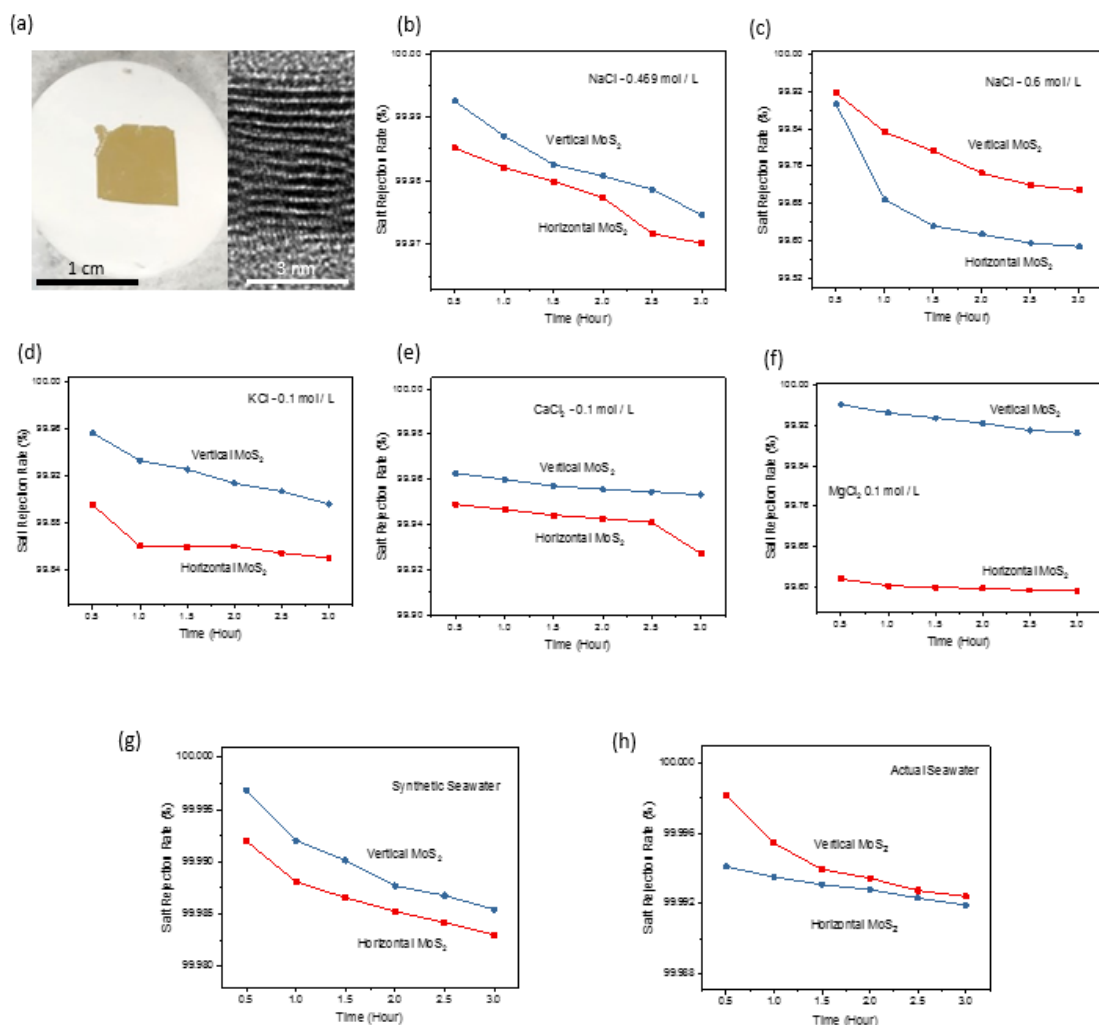 (a)
1 cm
3 nm
(b)
NaCl - 0.469 mol / L
Vertical MoS₂
Horizontal MoS₂
Salt Rejection Rate (%)
100.00
99.99
99.98
99.97
0.5 1.0 1.5 2.0 2.5 3.0
Time (Hour)
(c)
NaCl - 0.6 mol / L
Vertical MoS₂
Horizontal MoS₂
Salt Rejection Rate (%)
100.00
99.92
99.84
99.76
99.68
99.60
99.52
0.5 1.0 1.5 2.0 2.5 3.0
Time (Hour)
(d)
KCl - 0.1 mol / L
Vertical MoS₂
Horizontal MoS₂
Salt Rejection Rate (%)
100.00
99.96
99.92
99.88
99.84
0.5 1.0 1.5 2.0 2.5 3.0
Time (Hour)
(e)
CaCl₂ - 0.1 mol / L
Vertical MoS₂
Horizontal MoS₂
Salt Rejection Rate (%)
100.00
99.98
99.96
99.94
99.92
99.90
0.5 1.0 1.5 2.0 2.5 3.0
Time (Hour)
(f)
Vertical MoS₂
MgCl₂ 0.1 mol / L
Horizontal MoS₂
Salt Rejection Rate (%)
100.00
99.92
99.84
99.76
99.68
99.60
0.5 1.0 1.5 2.0 2.5 3.0
Time (Hour)
(g)
Synthetic Seawater
Vertical MoS₂
Horizontal MoS₂
Salt Rejection Rate (%)
100.000
99.995
99.990
99.985
99.980
0.5 1.0 1.5 2.0 2.5 3.0
Time (Hour)
(h)
Actual Seawater
Vertical MoS₂
Horizontal MoS₂
Salt Rejection Rate (%)
100.000
99.996
99.992
99.988
0.5 1.0 1.5 2.0 2.5 3.0
Time (Hour)